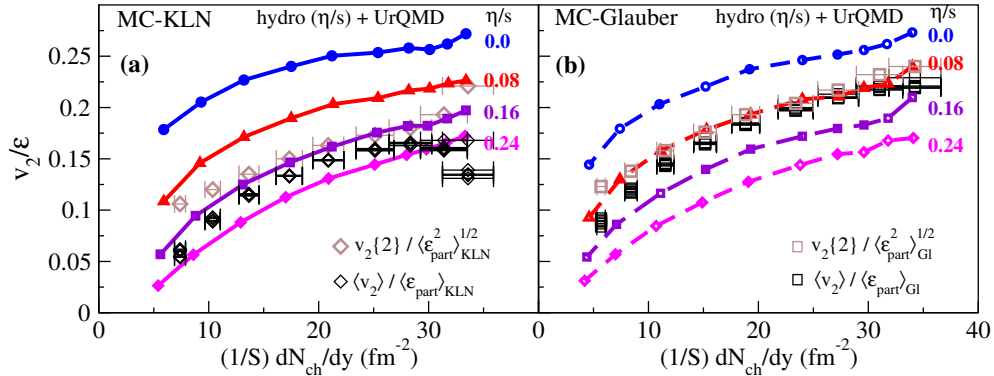 MC-KLN hydro (η/s) + UrQMD η/s
(a)
0.0
0.08
0.16
0.24
v₂{2} / ⟨ε²part⟩^1/2 KLN
⟨v₂⟩ / ⟨εpart⟩KLN
MC-Glauber hydro (η/s) + UrQMD η/s
(b)
0.0
0.08
0.16
0.24
v₂{2} / ⟨ε²part⟩^1/2 Gl
⟨v₂⟩ / ⟨εpart⟩Gl
v₂/ε
0.25
0.2
0.15
0.1
0.05
0
0 10 20 30
0 10 20 30 40
(1/S) dNch/dy (fm⁻²)
(1/S) dNch/dy (fm⁻²)